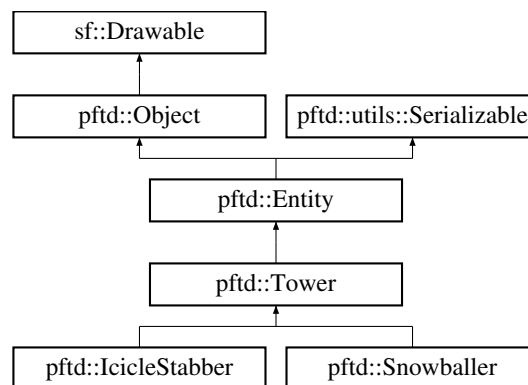 sf::Drawable
pftd::Object
pftd::utils::Serializable
pftd::Entity
pftd::Tower
pftd::IcicleStabber
pftd::Snowballer